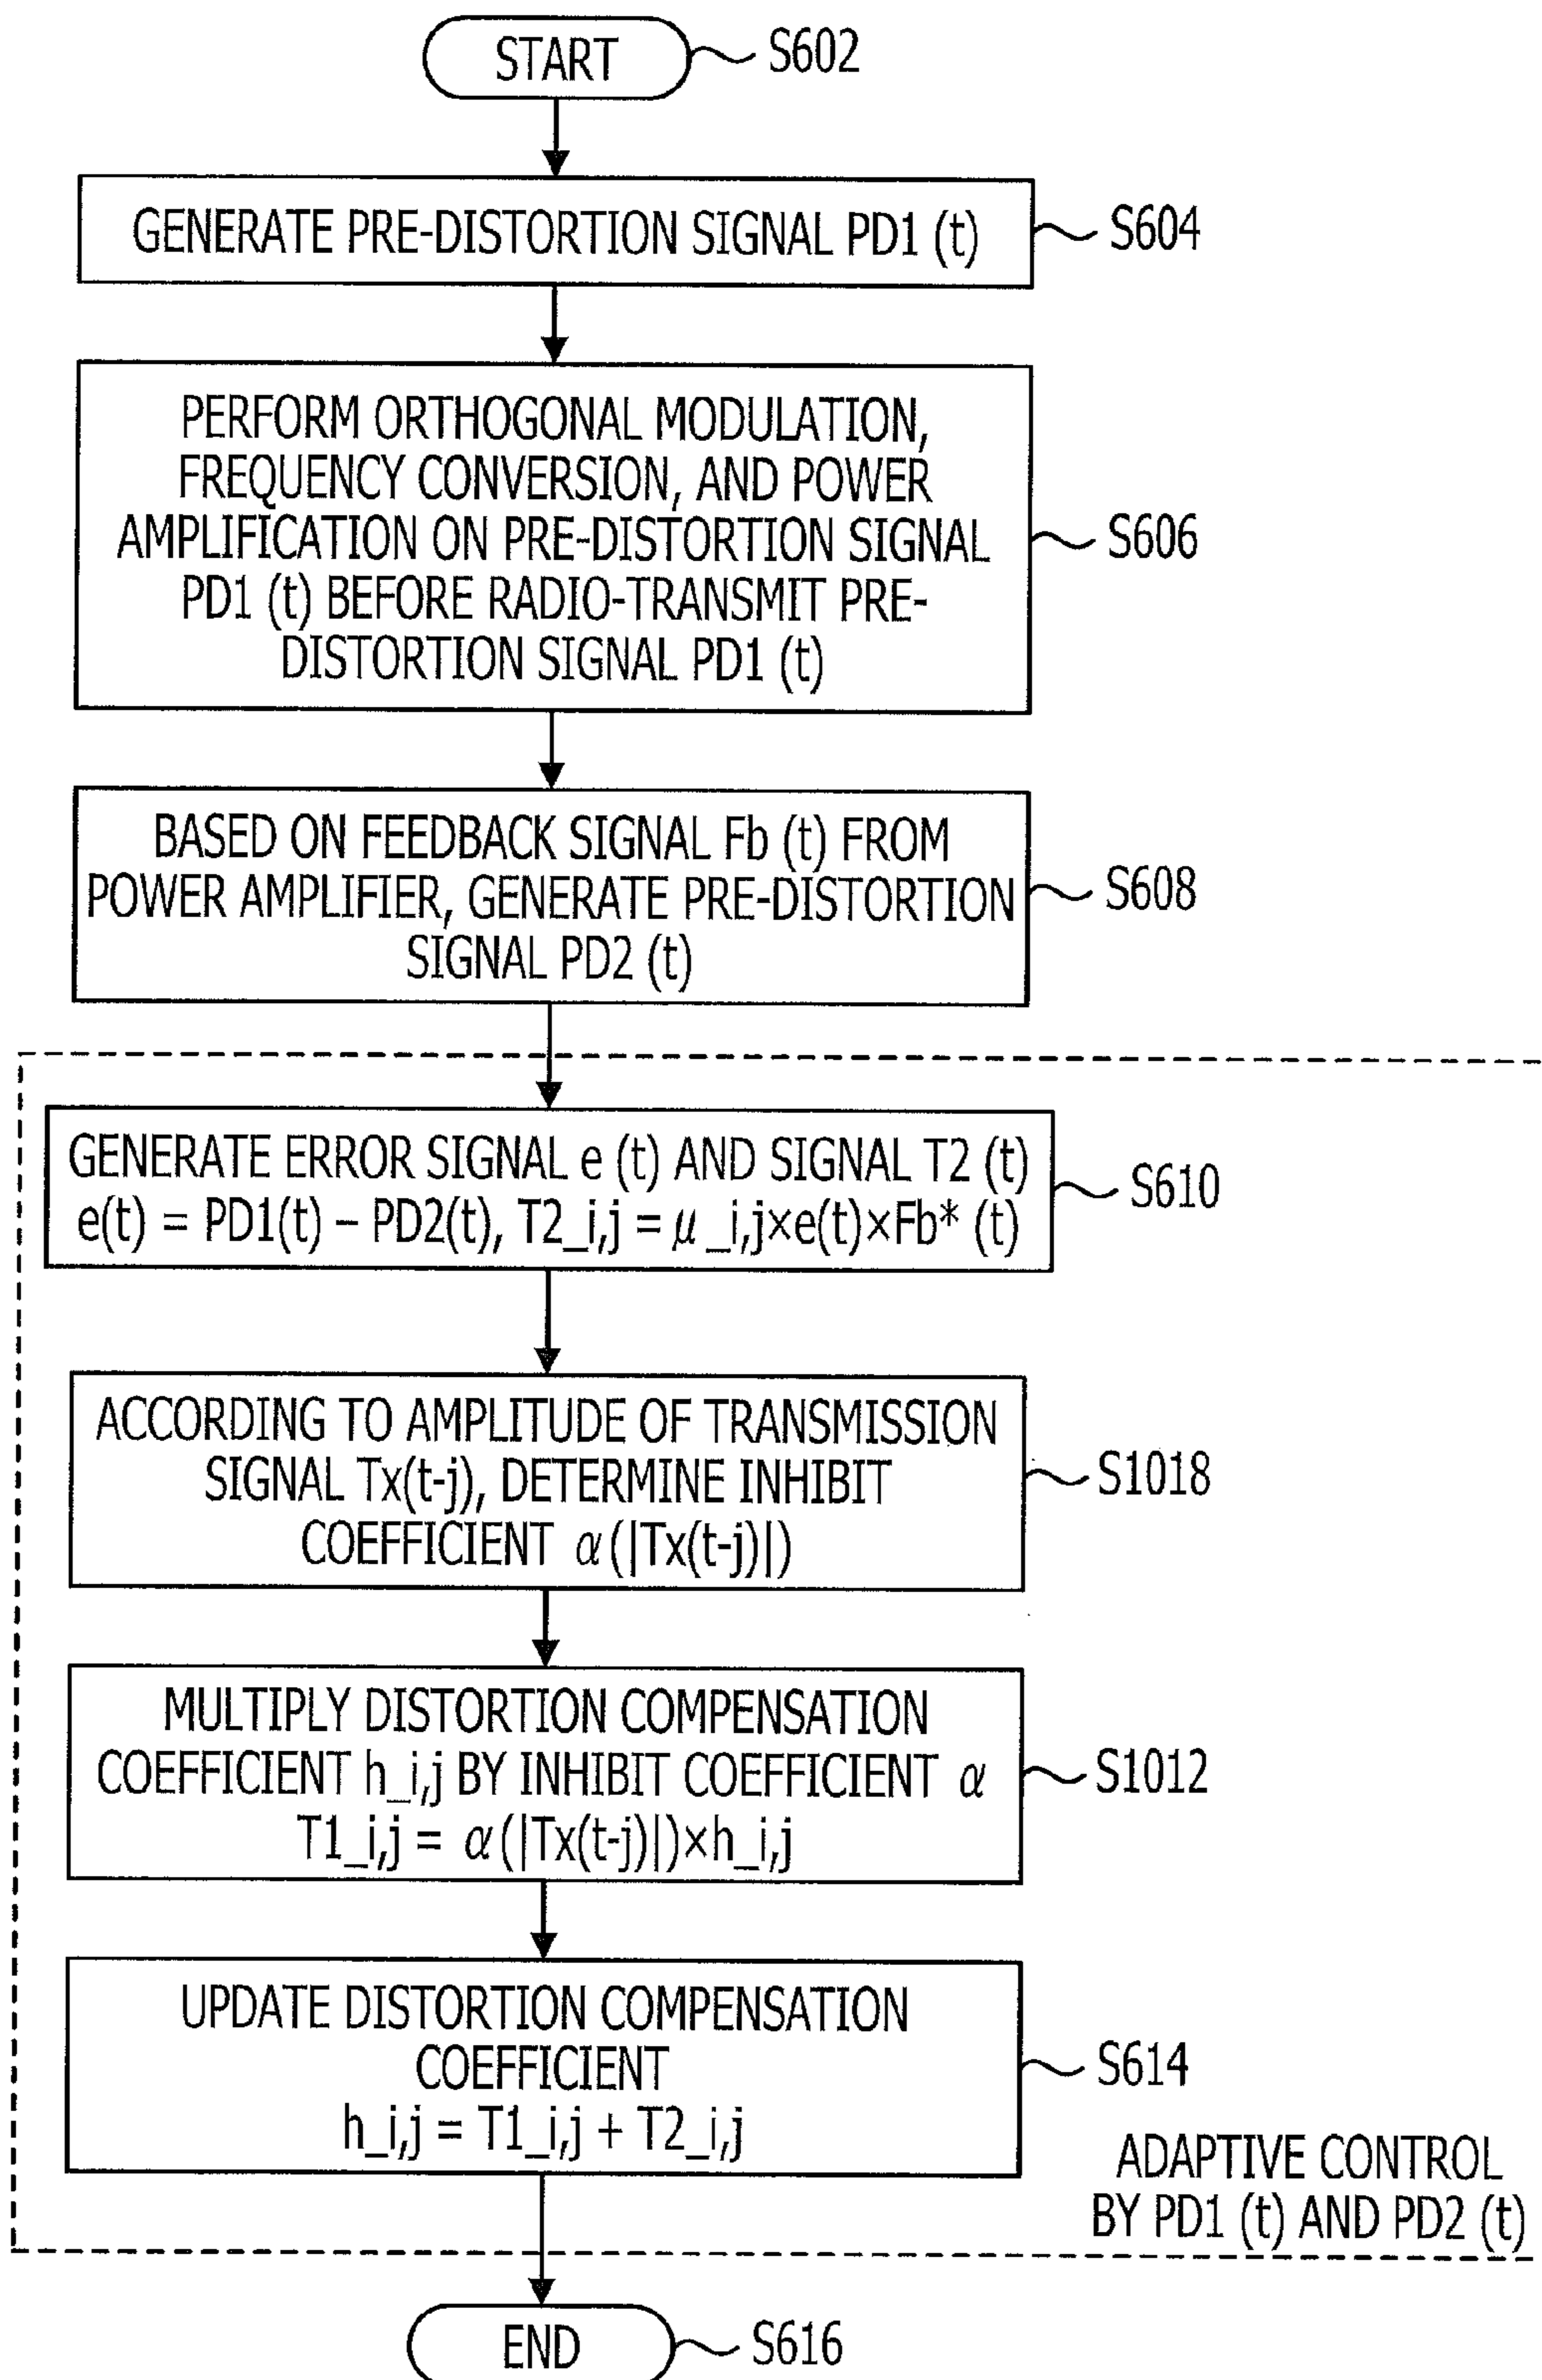 START
S602
GENERATE PRE-DISTORTION SIGNAL PD1 (t)
S604
PERFORM ORTHOGONAL MODULATION,
FREQUENCY CONVERSION, AND POWER
AMPLIFICATION ON PRE-DISTORTION SIGNAL
PD1 (t) BEFORE RADIO-TRANSMIT PRE-
DISTORTION SIGNAL PD1 (t)
S606
BASED ON FEEDBACK SIGNAL Fb (t) FROM
POWER AMPLIFIER, GENERATE PRE-DISTORTION
SIGNAL PD2 (t)
S608
GENERATE ERROR SIGNAL e (t) AND SIGNAL T2 (t)
e(t) = PD1(t) – PD2(t), T2_i,j = μ_i,j×e(t)×Fb* (t)
S610
ACCORDING TO AMPLITUDE OF TRANSMISSION
SIGNAL Tx(t-j), DETERMINE INHIBIT
COEFFICIENT α(|Tx(t-j)|)
S1018
MULTIPLY DISTORTION COMPENSATION
COEFFICIENT h_i,j BY INHIBIT COEFFICIENT α
T1_i,j = α(|Tx(t-j)|)×h_i,j
S1012
UPDATE DISTORTION COMPENSATION
COEFFICIENT
h_i,j = T1_i,j + T2_i,j
S614
ADAPTIVE CONTROL
BY PD1 (t) AND PD2 (t)
END
S616